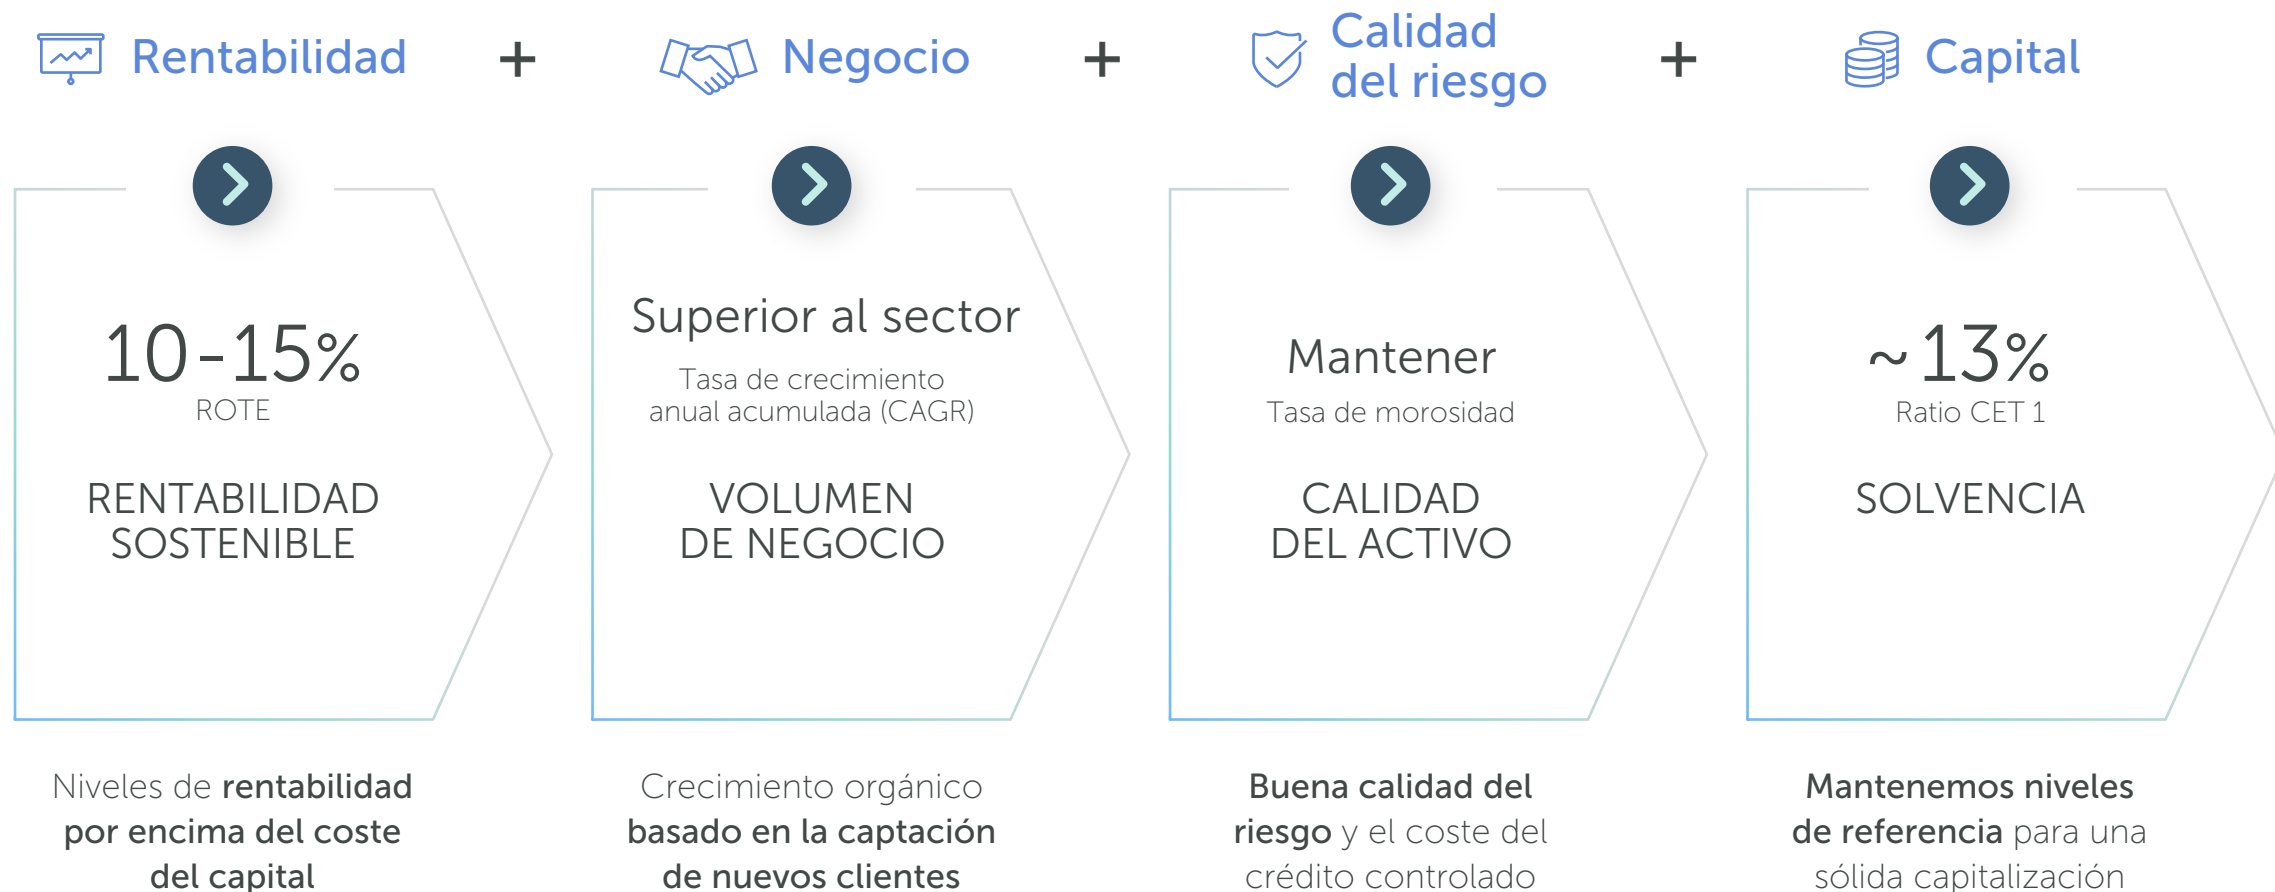 Rentabilidad
+
Negocio
+
Calidad
del riesgo
+
Capital
10-15%
ROTE
RENTABILIDAD
SOSTENIBLE
Superior al sector
Tasa de crecimiento
anual acumulada (CAGR)
VOLUMEN
DE NEGOCIO
Mantener
Tasa de morosidad
CALIDAD
DEL ACTIVO
~13%
Ratio CET 1
SOLVENCIA
Niveles de rentabilidad
por encima del coste
del capital
Crecimiento orgánico
basado en la captación
de nuevos clientes
Buena calidad del
riesgo y el coste del
crédito controlado
Mantenemos niveles
de referencia para una
sólida capitalización